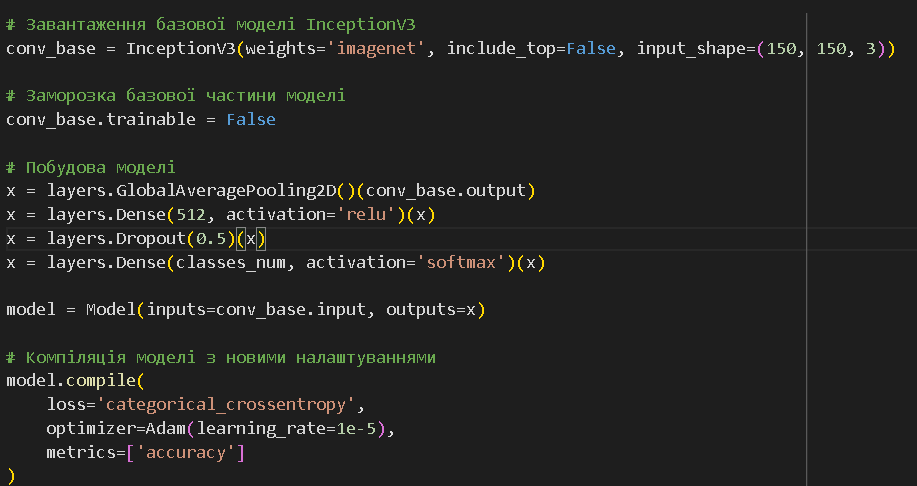 # Завантаження базової моделі InceptionV3
conv_base = InceptionV3(weights='imagenet', include_top=False, input_shape=(150, 150, 3))
# Заморозка базової частини моделі
conv_base.trainable = False
# Побудова моделі
x = layers.GlobalAveragePooling2D()(conv_base.output)
x = layers.Dense(512, activation='relu')(x)
x = layers.Dropout(0.5)(x)
x = layers.Dense(classes_num, activation='softmax')(x)
model = Model(inputs=conv_base.input, outputs=x)
# Компіляція моделі з новими налаштуваннями
model.compile(
    loss='categorical_crossentropy',
    optimizer=Adam(learning_rate=1e-5),
    metrics=['accuracy']
)